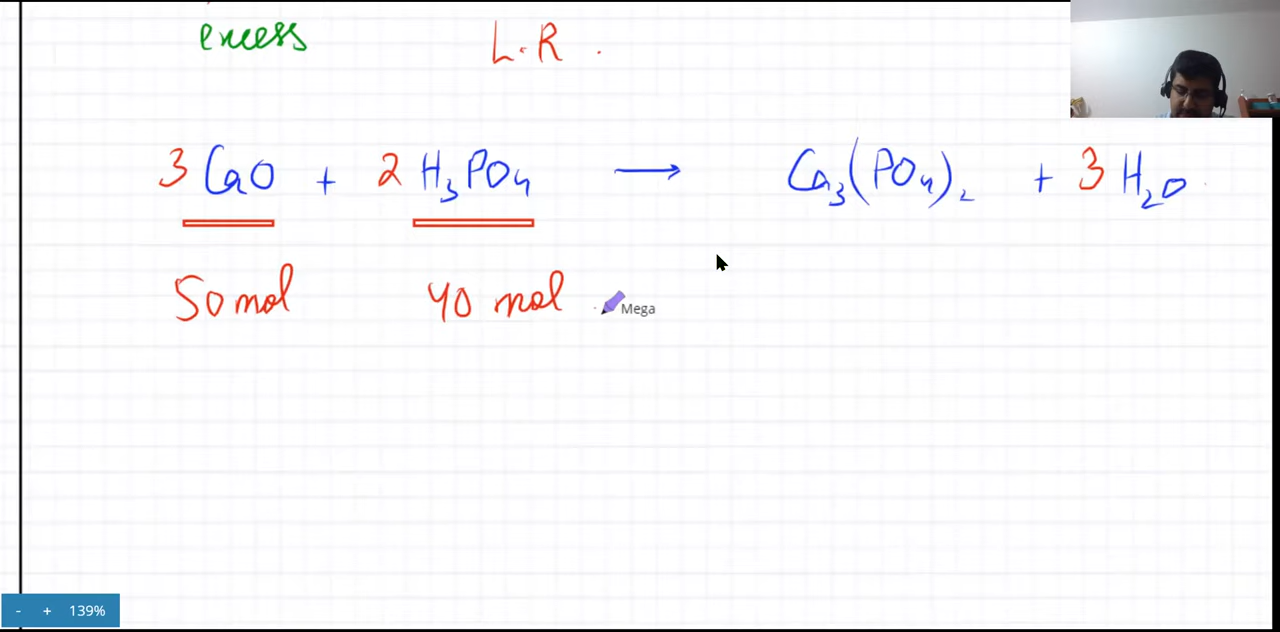 excess L.R.
3 CaO + 2 H₃PO₄ → Ca₃(PO₄)₂ + 3 H₂O
50 mol 40 mol Mega
- + 139%